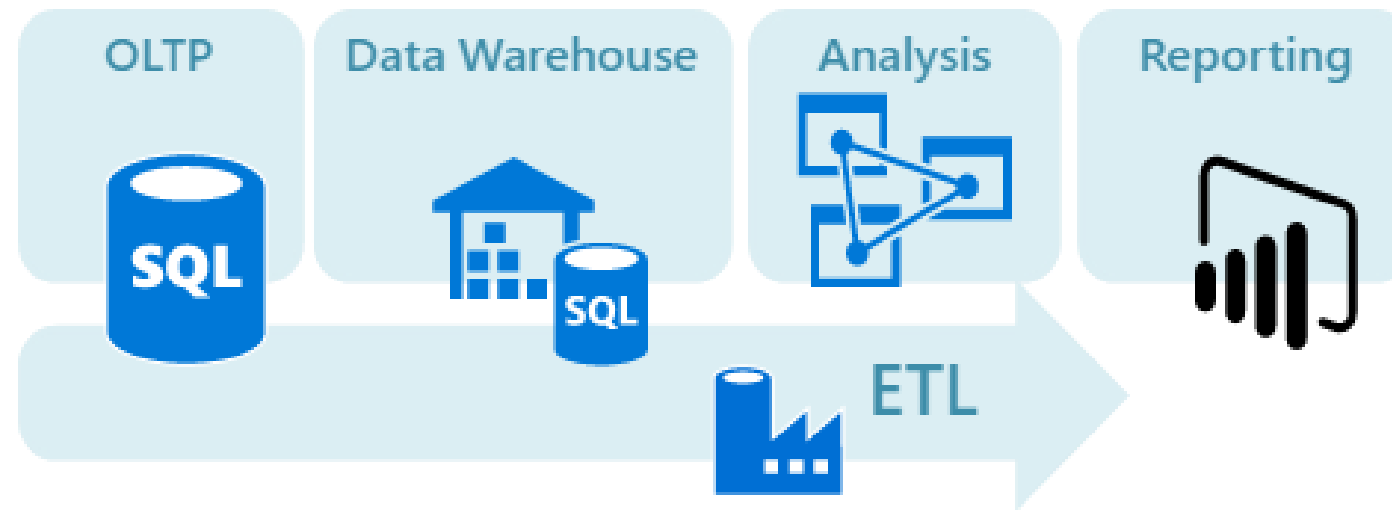 OLTP
Data Warehouse
Analysis
Reporting
SQL
SQL
ETL